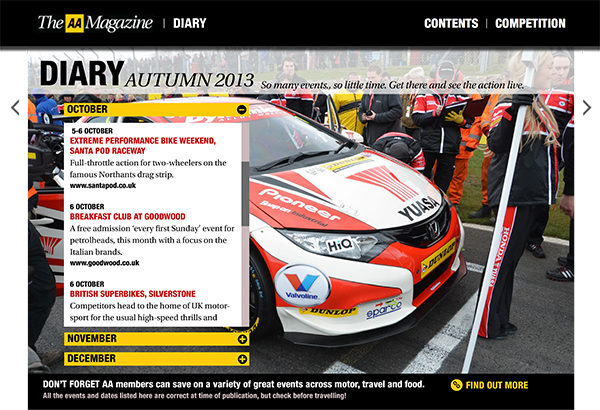 The AA Magazine | DIARY
CONTENTS | COMPETITION
DIARY AUTUMN 2013 So many events., so little time. Get there and see the action live.
OCTOBER
5-6 OCTOBER
EXTREME PERFORMANCE BIKE WEEKEND,
SANTA POD RACEWAY
Full-throttle action for two-wheelers on the
famous Northants drag strip.
www.santapod.co.uk
6 OCTOBER
BREAKFAST CLUB AT GOODWOOD
A free admission 'every first Sunday' event for
petrolheads, this month with a focus on the
Italian brands.
www.goodwood.co.uk
6 OCTOBER
BRITISH SUPERBIKES, SILVERSTONE
Competitors head to the home of UK motor-
sport for the usual high-speed thrills and
NOVEMBER
DECEMBER
Pioneer
YUASA
HiQ
DUNLOP
Valvoline
DUNLOP
sparco
DON'T FORGET AA members can save on a variety of great events across motor, travel and food.
All the events and dates listed here are correct at time of publication, but check before travelling!
FIND OUT MORE